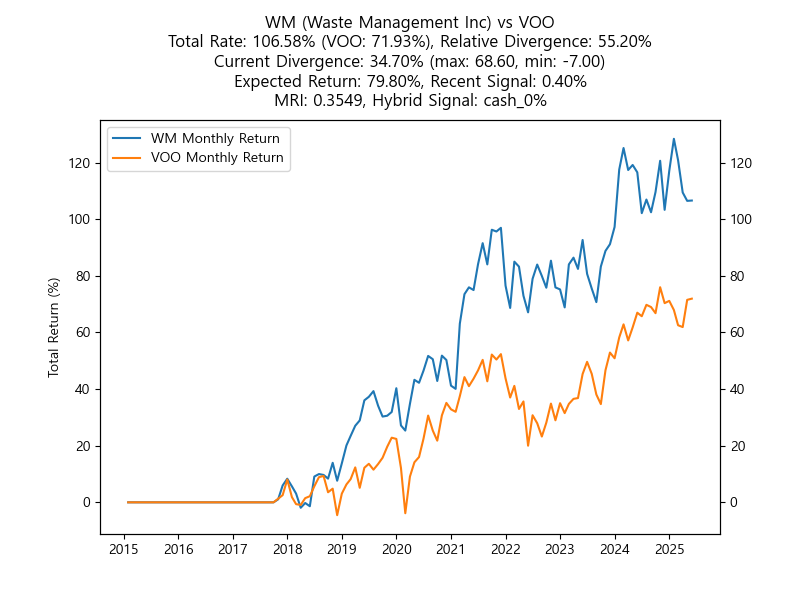 WM (Waste Management Inc) vs VOO
Total Rate: 106.58% (VOO: 71.93%), Relative Divergence: 55.20%
Current Divergence: 34.70% (max: 68.60, min: -7.00)
Expected Return: 79.80%, Recent Signal: 0.40%
MRI: 0.3549, Hybrid Signal: cash_0%
WM Monthly Return
VOO Monthly Return
Total Return (%)
120
100
80
60
40
20
0
120
100
80
60
40
20
0
2015 2016 2017 2018 2019 2020 2021 2022 2023 2024 2025